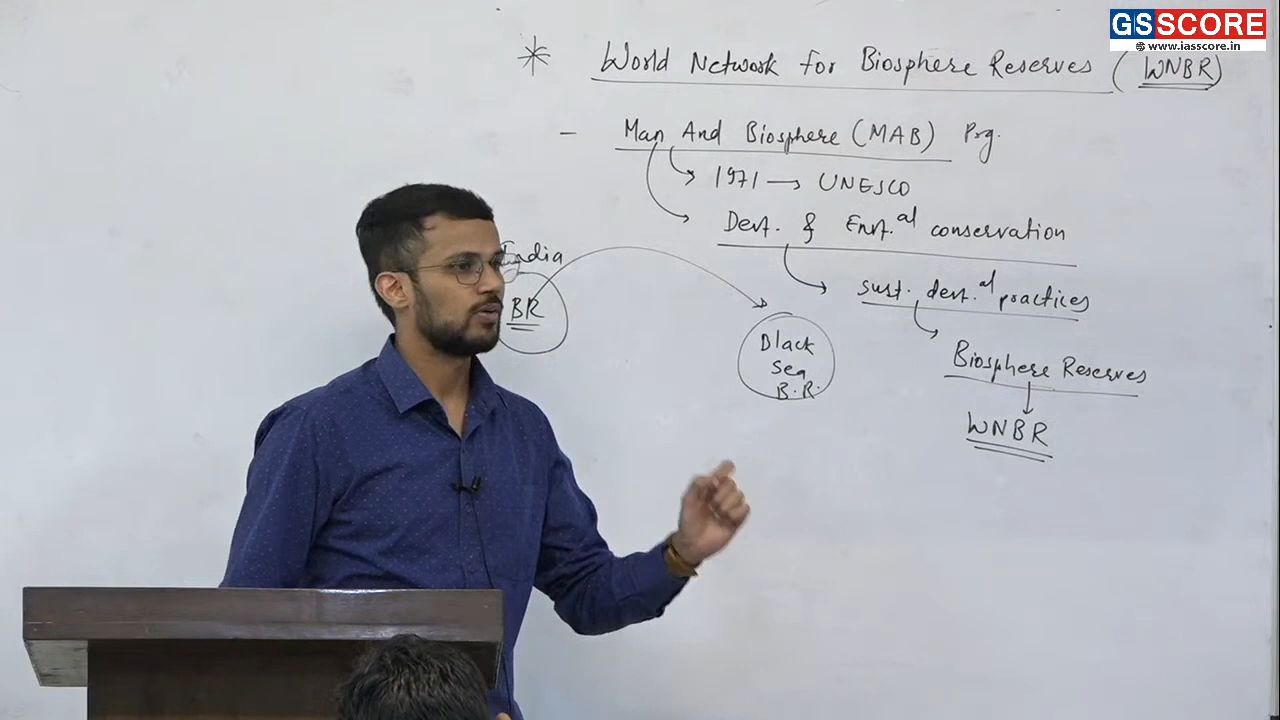 GSSCORE
www.iasscore.in
* World Network for Biosphere Reserves (WNBR)
- Man And Biosphere (MAB) Prg.
1971 → UNESCO
Devt. & Envt.al conservation
India
sust. devt.al practices
BR
Black
Sea
B.R.
Biosphere Reserves
WNBR